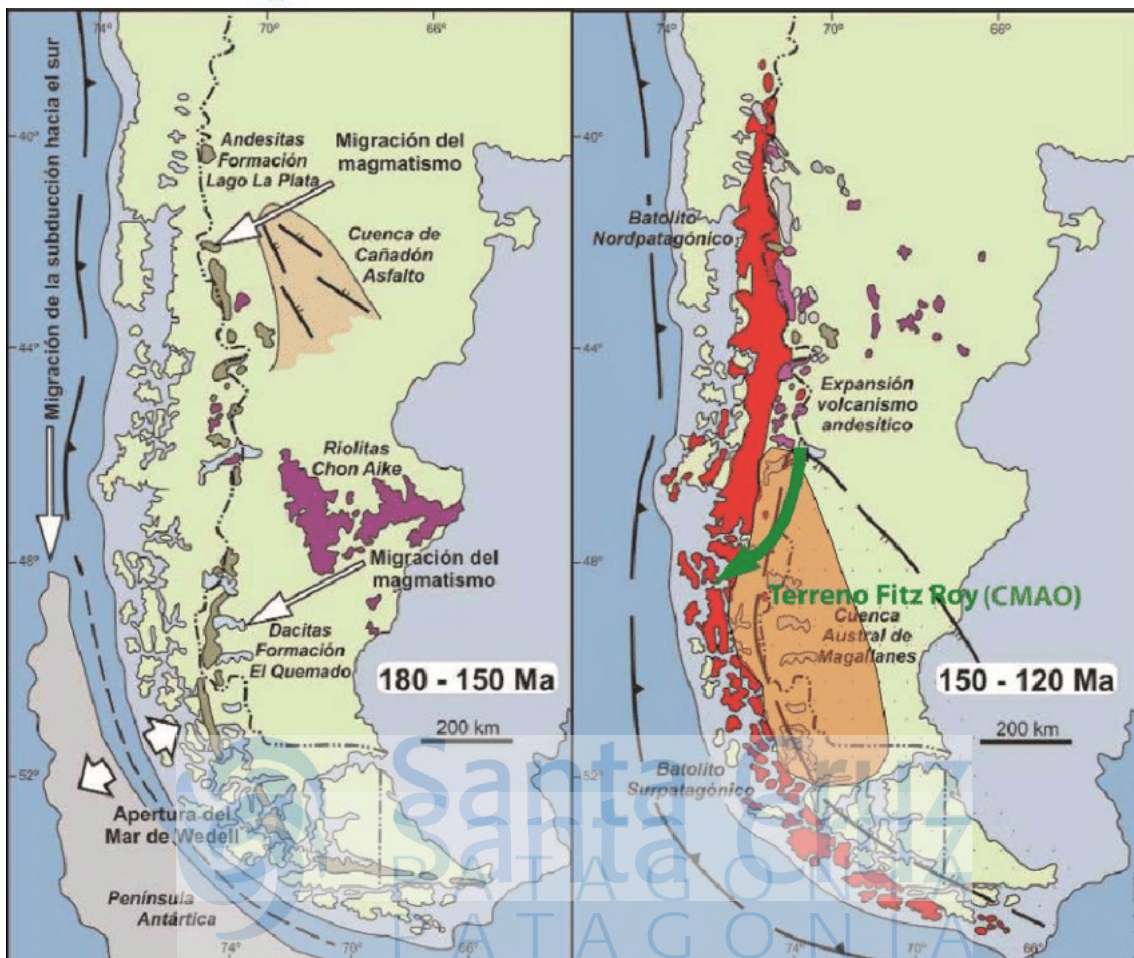 74°
70°
66°
Migración de la subducción hacia el sur
40°
Andesitas
Formación
Lago La Plata
Migración del
magmatismo
Cuenca de
Cañadón
Asfalto
44°
Riolitas
Chon Aike
48°
Migración del
magmatismo
Dacitas
Formación
El Quemado
180 - 150 Ma
200 km
52°
Apertura del
Mar de Wedell
Península
Antártica
74°
70°
66°
74°
70°
66°
40°
Batolito
Nordpatagónico
44°
Expansión
volcanismo
andesítico
48°
Terreno Fitz Roy (CMAO)
Cuenca
Austral de
Magallanes
150 - 120 Ma
200 km
52°
Batolito
Surpatagónico
74°
70°
66°
Santa Cruz
Santa Cruz
PATAGONIA
PATAGONIA